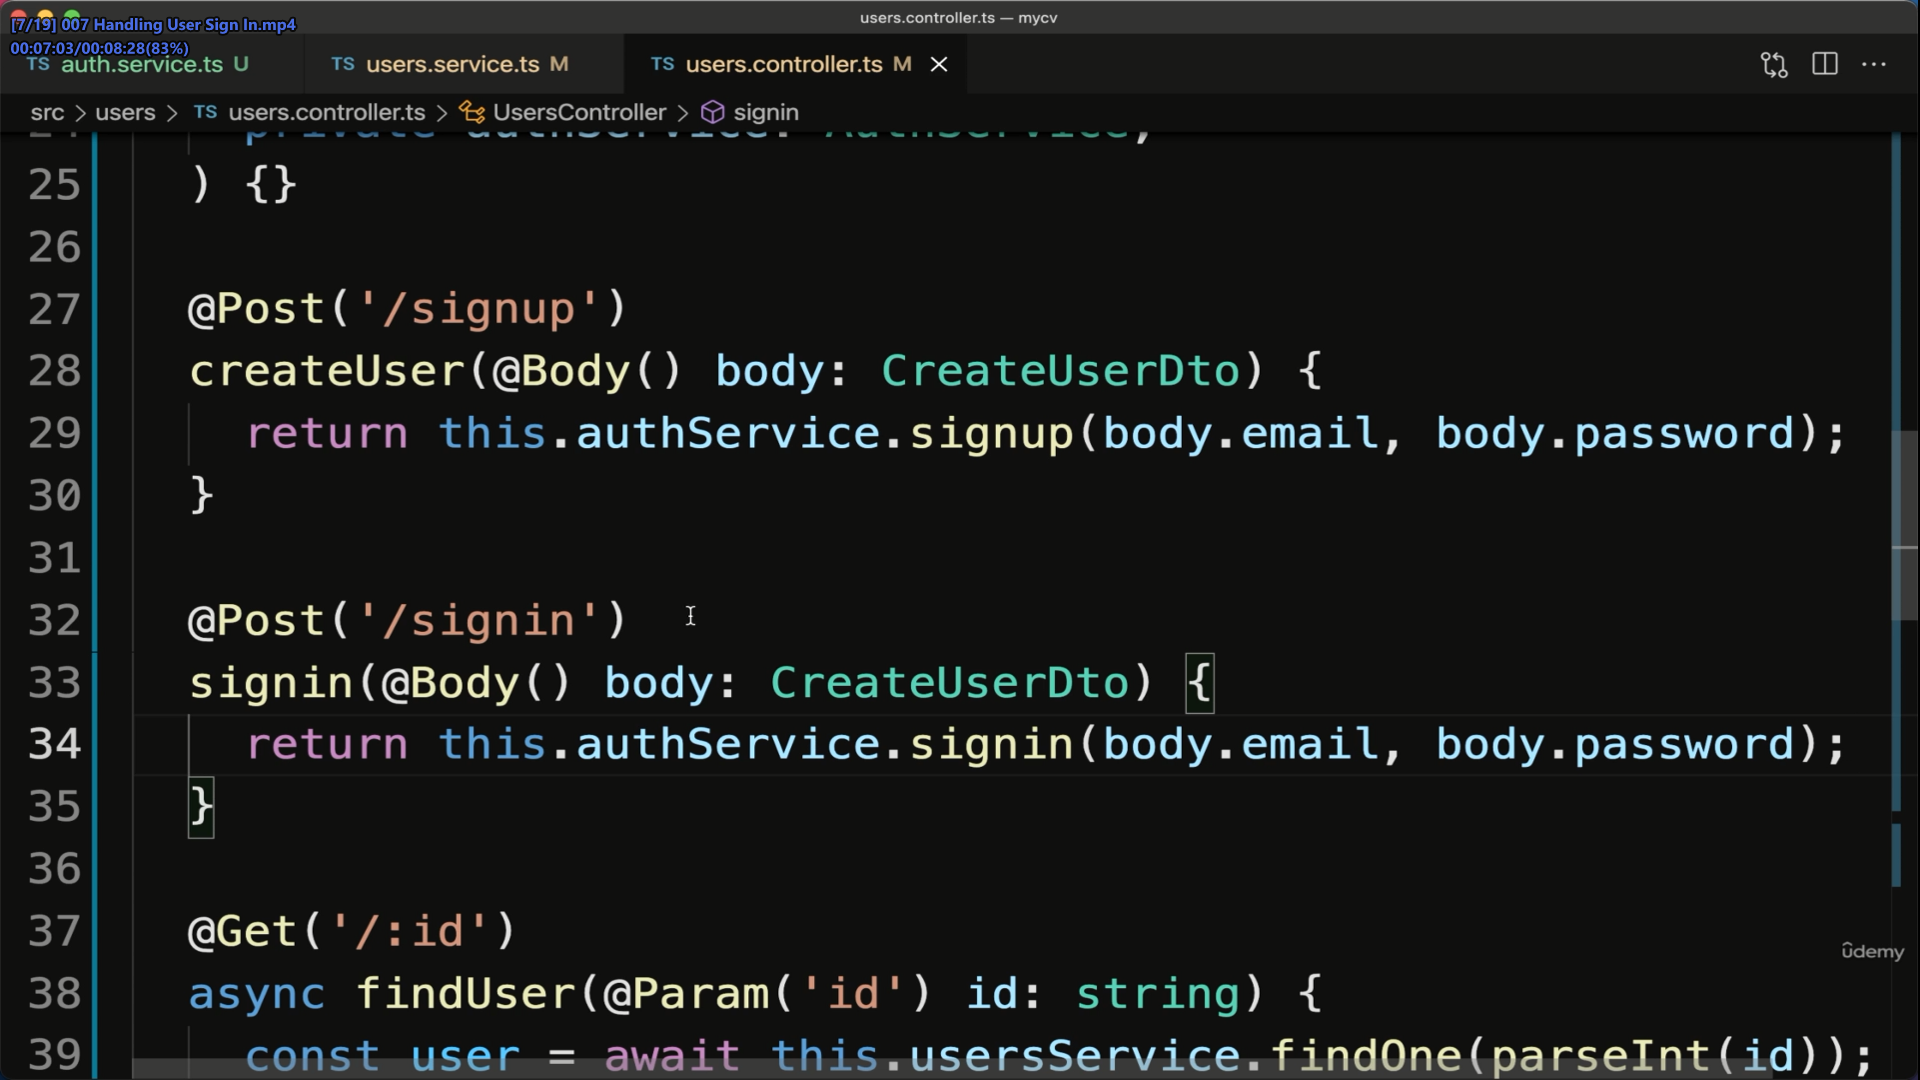 users.controller.ts — mycv
[7/19] 007 Handling User Sign In.mp4
00:07:03/00:08:28(83%)
TS auth.service.ts U
TS users.service.ts M
TS users.controller.ts M
src > users > TS users.controller.ts > UsersController > signin
private authService: AuthService,
25 ) {}
26
27 @Post('/signup')
28 createUser(@Body() body: CreateUserDto) {
29 return this.authService.signup(body.email, body.password);
30 }
31
32 @Post('/signin')
33 signin(@Body() body: CreateUserDto) {
34 return this.authService.signin(body.email, body.password);
35 }
36
37 @Get('/:id')
ûdemy
38 async findUser(@Param('id') id: string) {
39 const user = await this.usersService.findOne(parseInt(id));